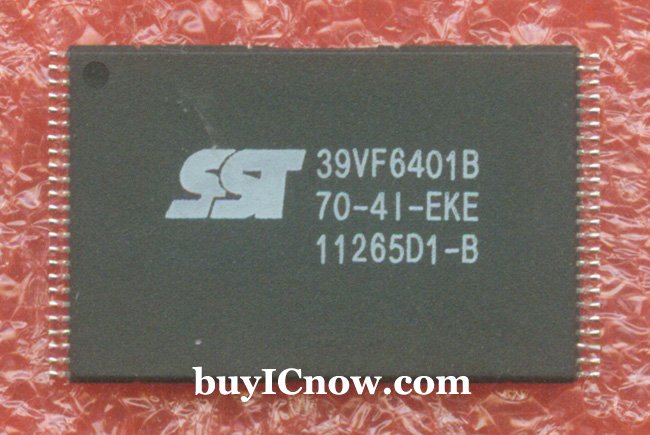 SST
39VF6401B
70-4I-EKE
11265D1-B
buyICnow.com